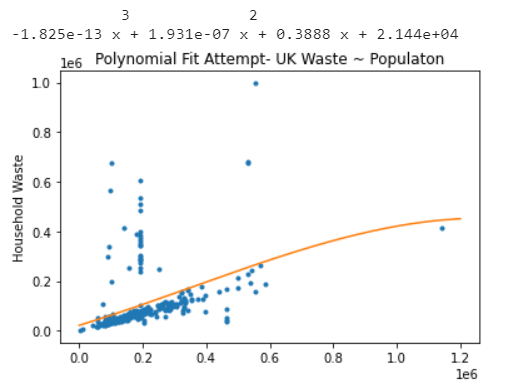 3 2
-1.825e-13 x + 1.931e-07 x + 0.3888 x + 2.144e+04
1e6 Polynomial Fit Attempt- UK Waste ~ Populaton
1.0
0.8
0.6
0.4
0.2
0.0
Household Waste
0.0 0.2 0.4 0.6 0.8 1.0 1.2
1e6